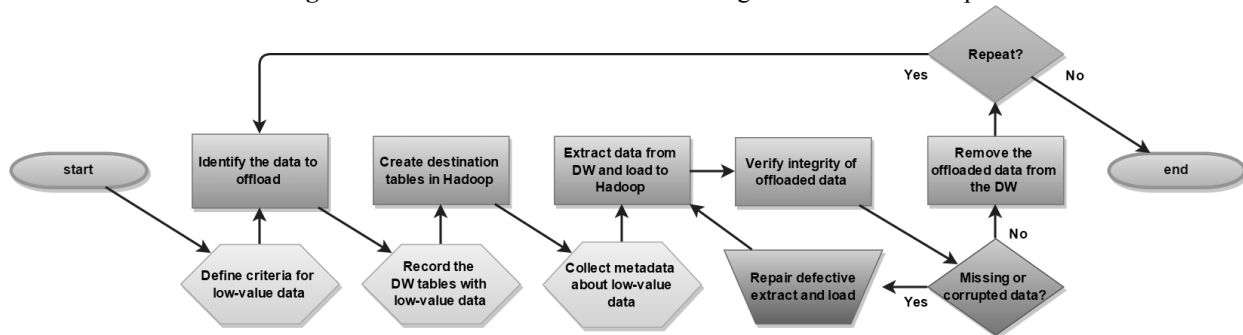 Repeat?
Yes
No
start
Identify the data to
offload
Create destination
tables in Hadoop
Extract data from
DW and load to
Hadoop
Verify integrity of
offloaded data
Remove the
offloaded data from
the DW
end
No
Define criteria for
low-value data
Record the
DW tables with
low-value data
Collect metadata
about low-value
data
Repair defective
extract and load
Yes
Missing or
corrupted data?